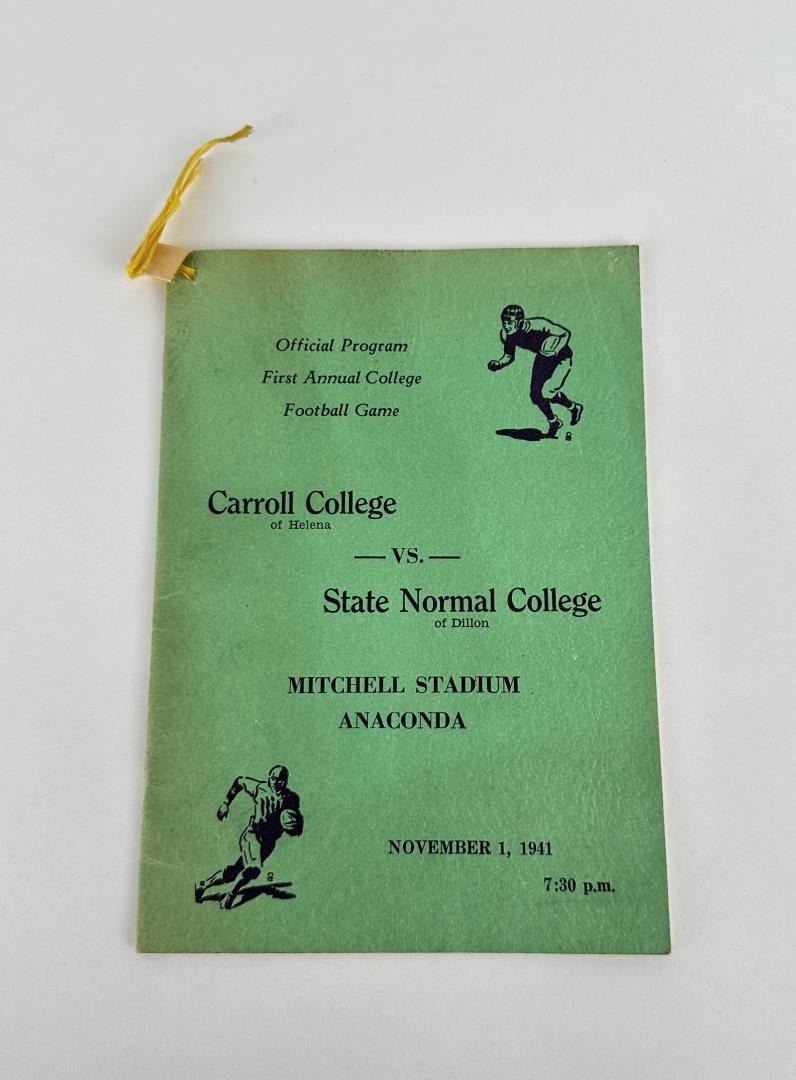 Official Program
First Annual College
Football Game
Carroll College
of Helena
— VS. —
State Normal College
of Dillon
MITCHELL STADIUM
ANACONDA
NOVEMBER 1, 1941
7:30 p.m.